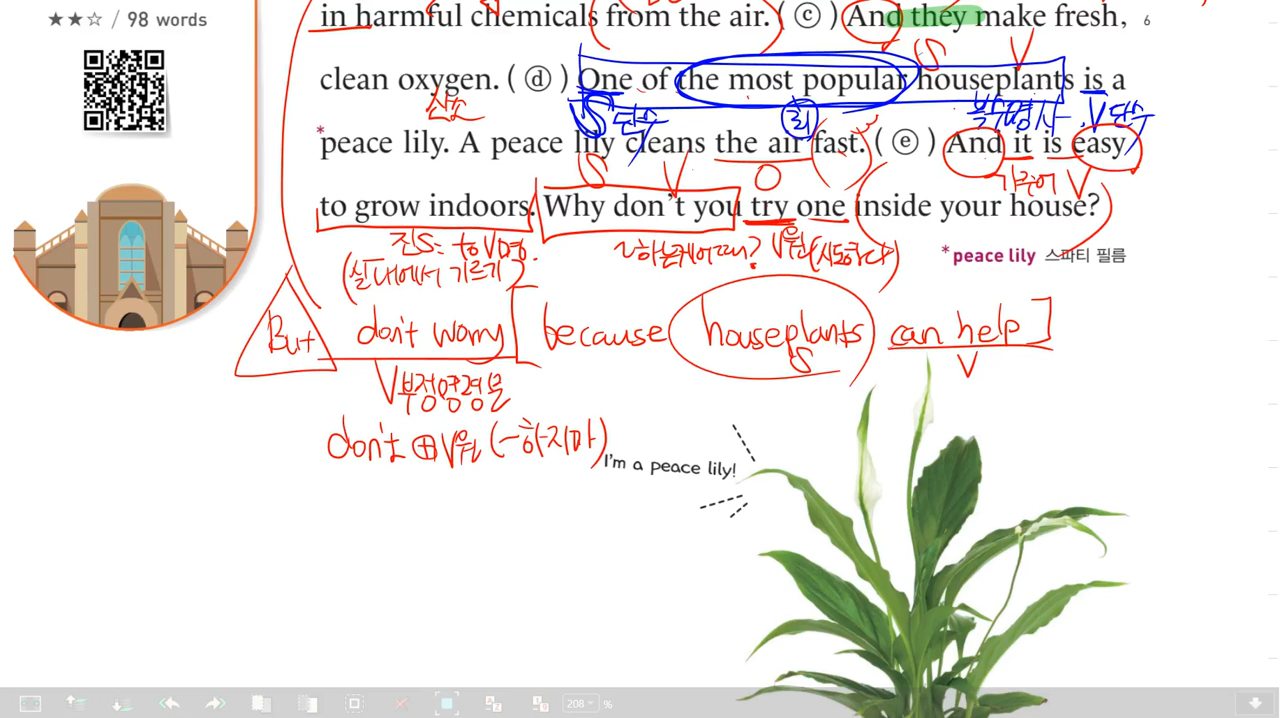 ★★☆ / 98 words
in harmful chemicals from the air. ( ⓒ ) And they make fresh, 6
S V
clean oxygen. ( ⓓ ) One of the most popular houseplants is a
산소 S 단수 최 복수명사 V 단수
*peace lily. A peace lily cleans the air fast. ( ⓔ ) And it is easy
S V O 가주어 V
to grow indoors. Why don't you try one inside your house?
진S: to V명. ~하는게 어때? V원 (시도하다)
(실내에서 기르기)
*peace lily 스파티 필름
But don't worry [ because houseplants can help ]
S V
V 부정명령문
don't ⊕ V원 (~하지마)
I'm a peace lily!
208 %